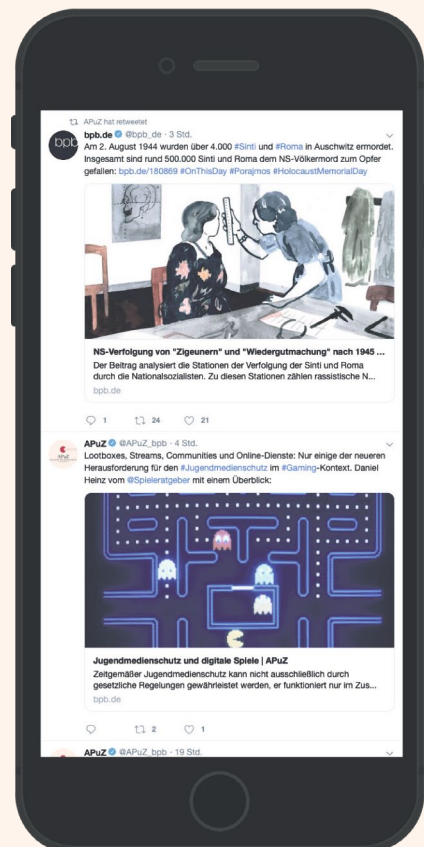 APuZ hat retweetet
bpb
bpb.de @bpb_de · 3 Std.
Am 2. August 1944 wurden über 4.000 #Sinti und #Roma in Auschwitz ermordet.
Insgesamt sind rund 500.000 Sinti und Roma dem NS-Völkermord zum Opfer
gefallen: bpb.de/180869 #OnThisDay #Porajmos #HolocaustMemorialDay
NS-Verfolgung von "Zigeunern" und "Wiedergutmachung" nach 1945 ...
Der Beitrag analysiert die Stationen der Verfolgung der Sinti und Roma
durch die Nationalsozialisten. Zu diesen Stationen zählen rassistische N...
bpb.de
1 24 21
APuZ
APuZ @APuZ_bpb · 4 Std.
Lootboxes, Streams, Communities und Online-Dienste: Nur einige der neueren
Herausforderung für den #Jugendmedienschutz im #Gaming-Kontext. Daniel
Heinz vom @Spieleratgeber mit einem Überblick:
Jugendmedienschutz und digitale Spiele | APuZ
Zeitgemäßer Jugendmedienschutz kann nicht ausschließlich durch
gesetzliche Regelungen gewährleistet werden, er funktioniert nur im Zus...
bpb.de
2 1
APuZ @APuZ_bpb · 19 Std.